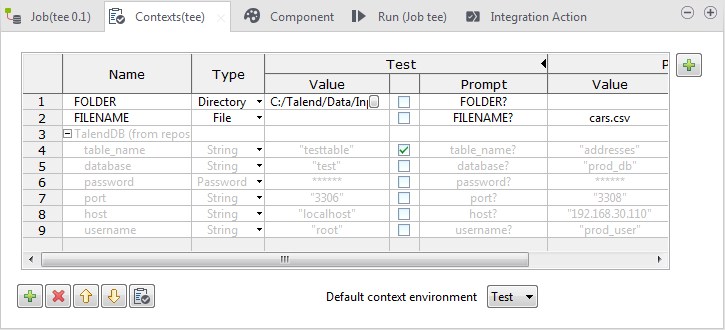 Job(tee 0.1) Contexts(tee) Component Run (Job tee) Integration Action
Test P
Name Type Value Prompt Value
1 FOLDER Directory C:/Talend/Data/Inp FOLDER?
2 FILENAME File FILENAME? cars.csv
3 TalendDB (from repos
4 table_name String "testtable" table_name? "addresses"
5 database String "test" database? "prod_db"
6 password Password ****** password? ******
7 port String "3306" port? "3308"
8 host String "localhost" host? "192.168.30.110"
9 username String "root" username? "prod_user"
Default context environment Test